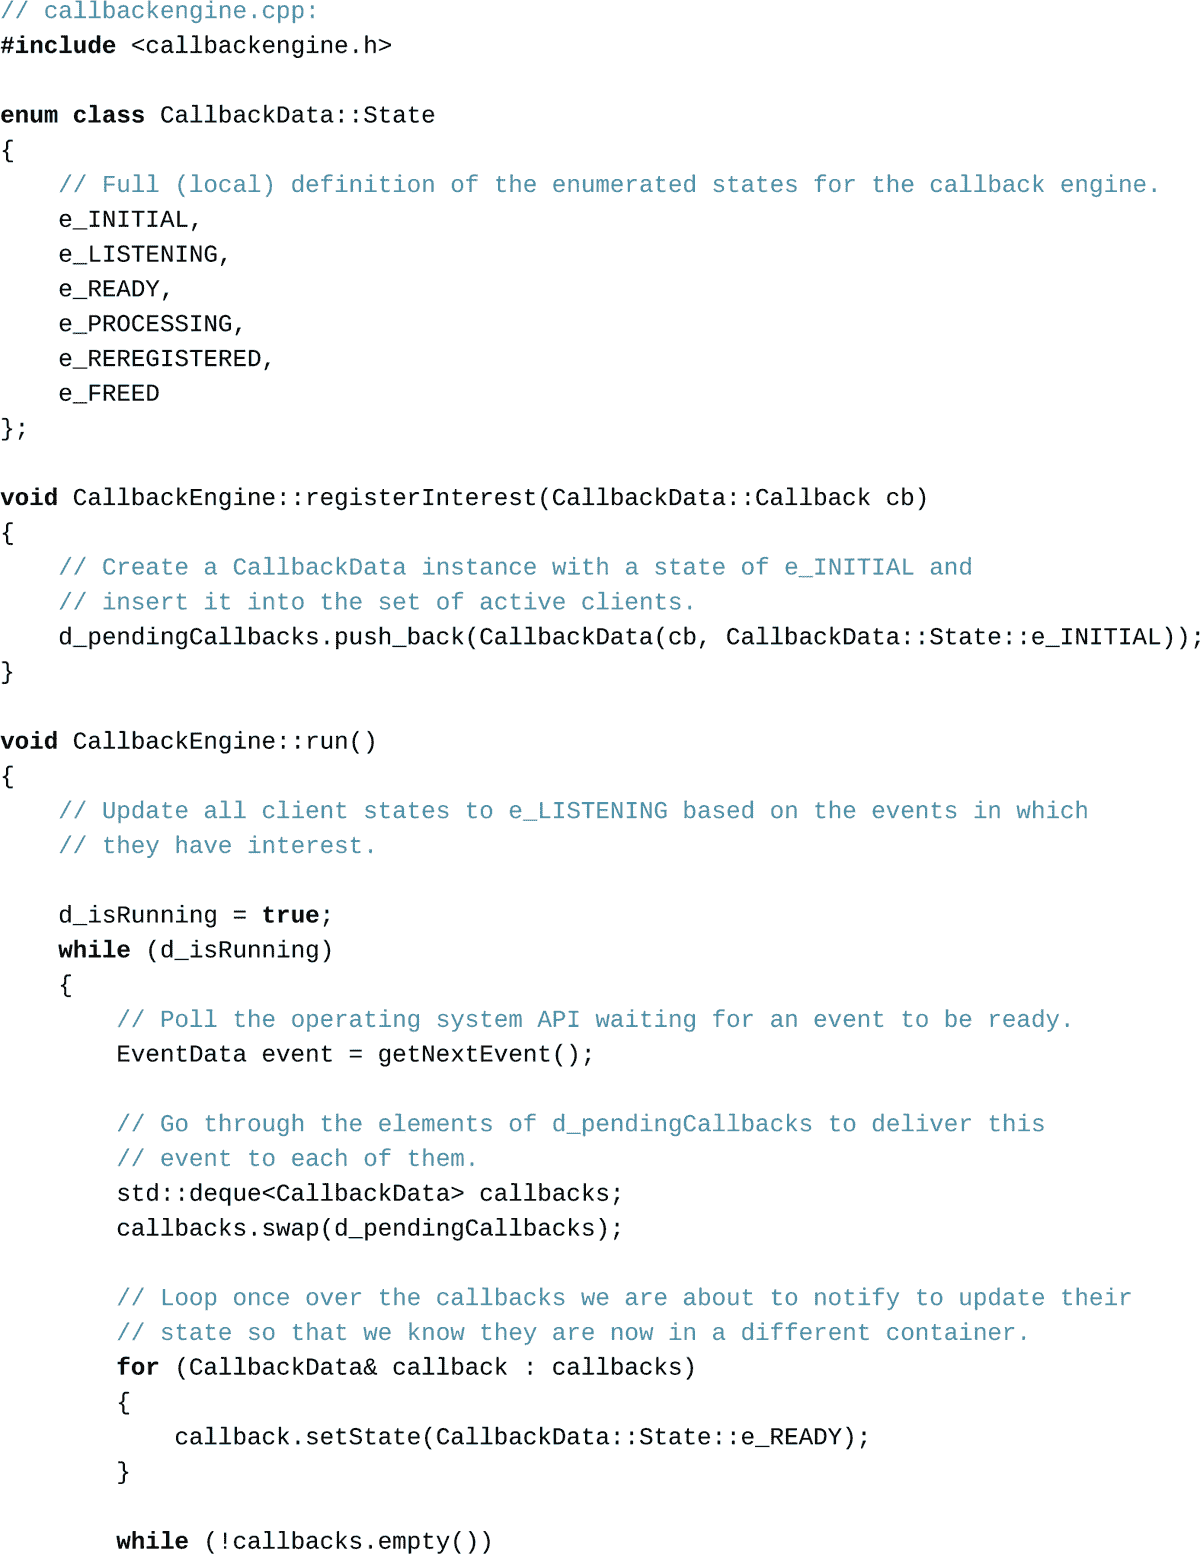 // callbackengine.cpp:
#include <callbackengine.h>

enum class CallbackData::State
{
    // Full (local) definition of the enumerated states for the callback engine.
    e_INITIAL,
    e_LISTENING,
    e_READY,
    e_PROCESSING,
    e_REREGISTERED,
    e_FREED
};

void CallbackEngine::registerInterest(CallbackData::Callback cb)
{
    // Create a CallbackData instance with a state of e_INITIAL and
    // insert it into the set of active clients.
    d_pendingCallbacks.push_back(CallbackData(cb, CallbackData::State::e_INITIAL));
}

void CallbackEngine::run()
{
    // Update all client states to e_LISTENING based on the events in which
    // they have interest.

    d_isRunning = true;
    while (d_isRunning)
    {
        // Poll the operating system API waiting for an event to be ready.
        EventData event = getNextEvent();

        // Go through the elements of d_pendingCallbacks to deliver this
        // event to each of them.
        std::deque<CallbackData> callbacks;
        callbacks.swap(d_pendingCallbacks);

        // Loop once over the callbacks we are about to notify to update their
        // state so that we know they are now in a different container.
        for (CallbackData& callback : callbacks)
        {
            callback.setState(CallbackData::State::e_READY);
        }

        while (!callbacks.empty())